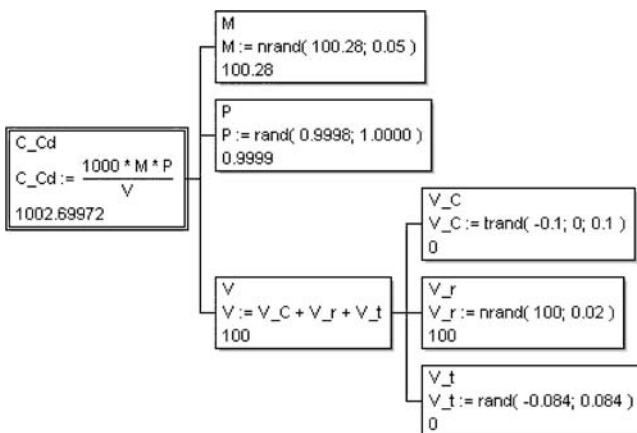 C_Cd
C_Cd := 1000 * M * P
V
1002.69972
M
M := nrand( 100.28; 0.05 )
100.28
P
P := rand( 0.9998; 1.0000 )
0.9999
V
V := V_C + V_r + V_t
100
V_C
V_C := trand( -0.1; 0; 0.1 )
0
V_r
V_r := nrand( 100; 0.02 )
100
V_t
V_t := rand( -0.084; 0.084 )
0